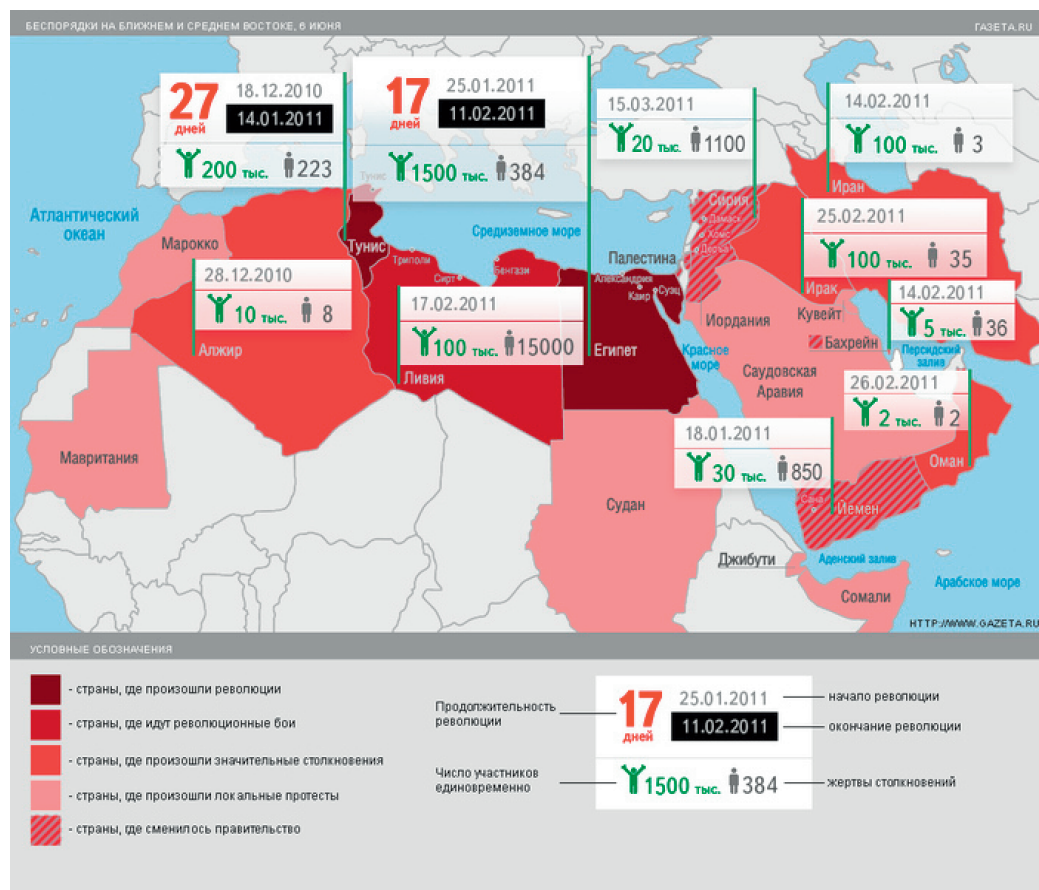 БЕСПОРЯДКИ НА БЛИЖНЕМ И СРЕДНЕМ ВОСТОКЕ, 6 ИЮНЯ
ГАЗЕТА.RU
27
дней
18.12.2010
14.01.2011
200 тыс.
223
17
дней
25.01.2011
11.02.2011
1500 тыс.
384
15.03.2011
20 тыс.
1100
14.02.2011
100 тыс.
3
Атлантический
океан
Марокко
Тунис
Тунис
Триполи
Сирт
Бенгази
Средиземное море
Сирия
Дамаск
Хомс
Деръа
Палестина
Александрия
Каир
Суэц
Иран
25.02.2011
100 тыс.
35
Ирак
28.12.2010
10 тыс.
8
Алжир
17.02.2011
100 тыс.
15000
Ливия
Египет
Иордания
Кувейт
14.02.2011
5 тыс.
36
Бахрейн
Персидский
залив
Красное
море
Саудовская
Аравия
26.02.2011
2 тыс.
2
Оман
18.01.2011
30 тыс.
850
Сана
Йемен
Мавритания
Судан
Джибути
Аденский залив
Арабское море
Сомали
HTTP://WWW.GAZETA.RU
УСЛОВНЫЕ ОБОЗНАЧЕНИЯ
- страны, где произошли революции
- страны, где идут революционные бои
- страны, где произошли значительные столкновения
- страны, где произошли локальные протесты
- страны, где сменилось правительство
Продолжительность
революции
17
дней
25.01.2011
11.02.2011
начало революции
окончание революции
Число участников
единовременно
1500 тыс.
384
жертвы столкновений